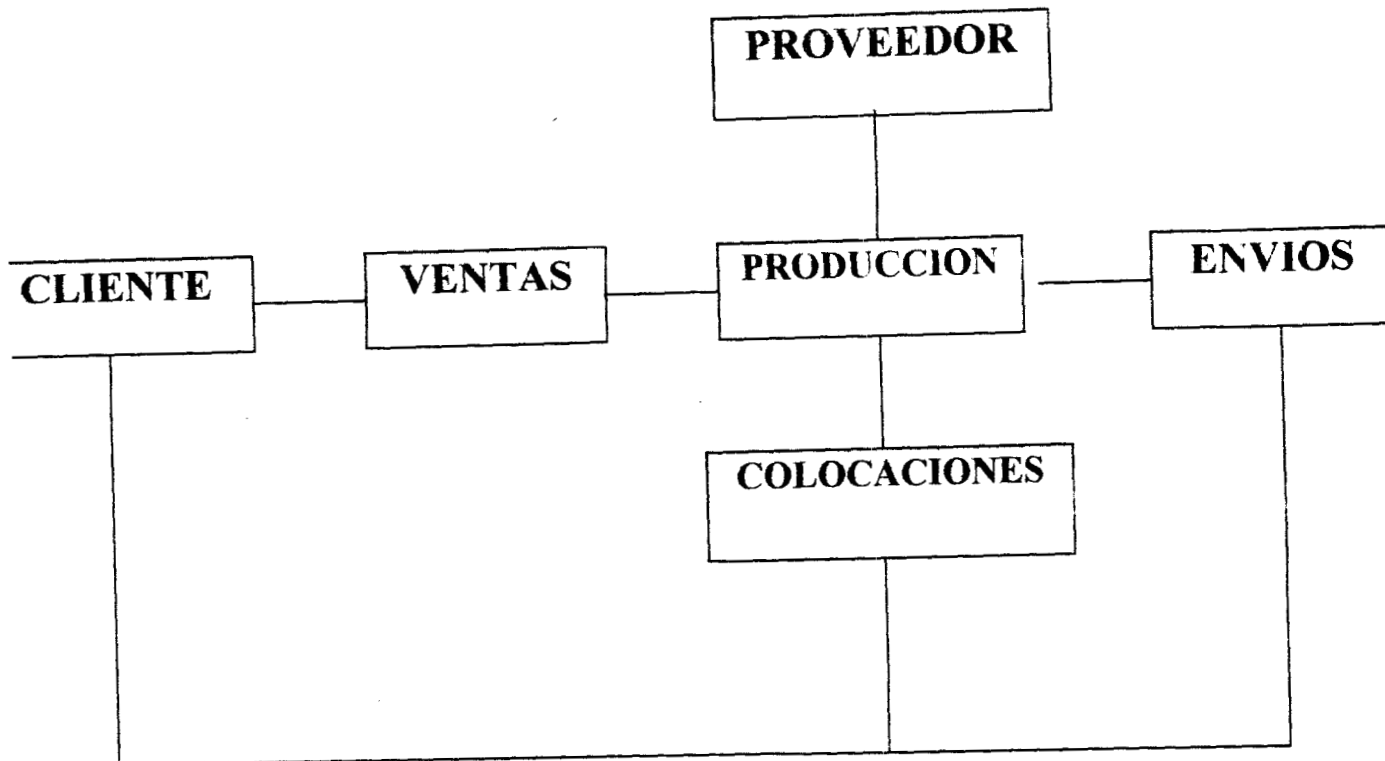 PROVEEDOR
CLIENTE
VENTAS
PRODUCCION
ENVIOS
COLOCACIONES